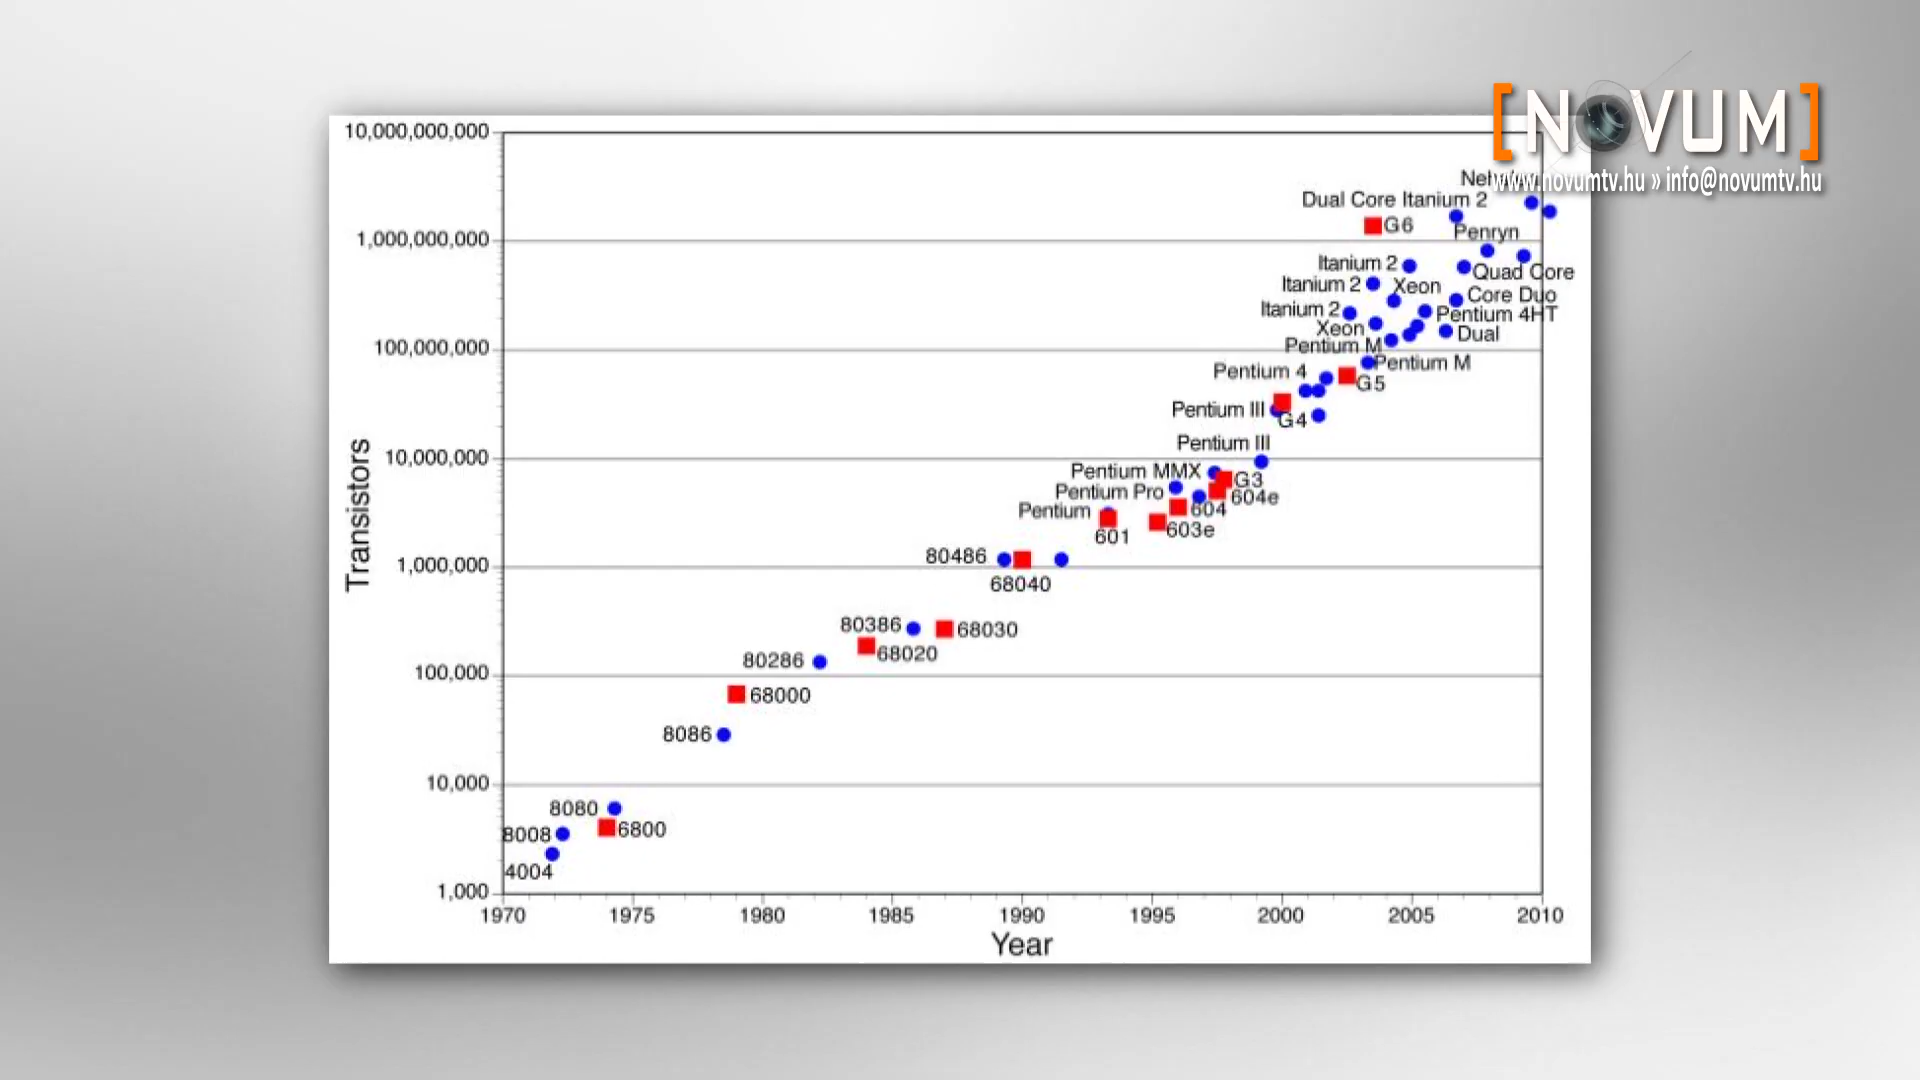 [NOVUM]
www.novumtv.hu » info@novumtv.hu
10,000,000,000
Dual Core Itanium 2
G6
Penryn
1,000,000,000
Itanium 2
Quad Core
Itanium 2
Xeon
Core Duo
Itanium 2
Pentium 4HT
Xeon
Dual
Pentium M
100,000,000
Pentium M
Pentium 4
G5
Pentium III
G4
Pentium III
10,000,000
Pentium MMX
G3
Pentium Pro
604e
Pentium
604
603e
601
80486
1,000,000
68040
80386
68030
68020
80286
100,000
68000
8086
10,000
8080
6800
8008
4004
1,000
1970 1975 1980 1985 1990 1995 2000 2005 2010
Year
Transistors